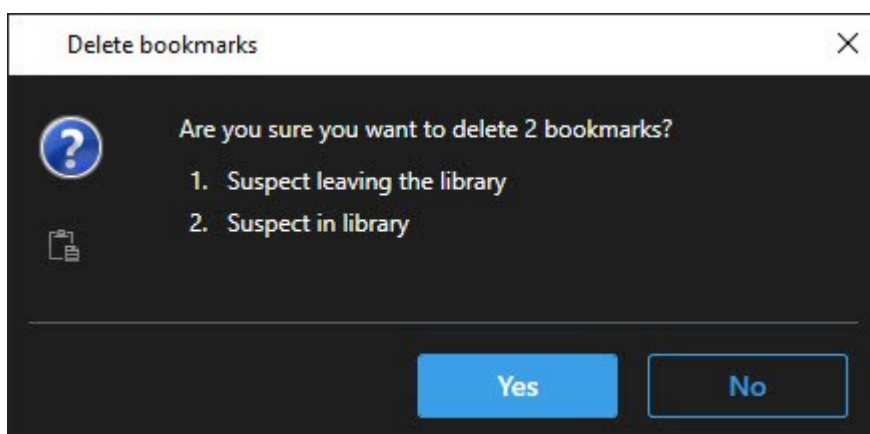 Delete bookmarks
Are you sure you want to delete 2 bookmarks?
1. Suspect leaving the library
2. Suspect in library
Yes
No